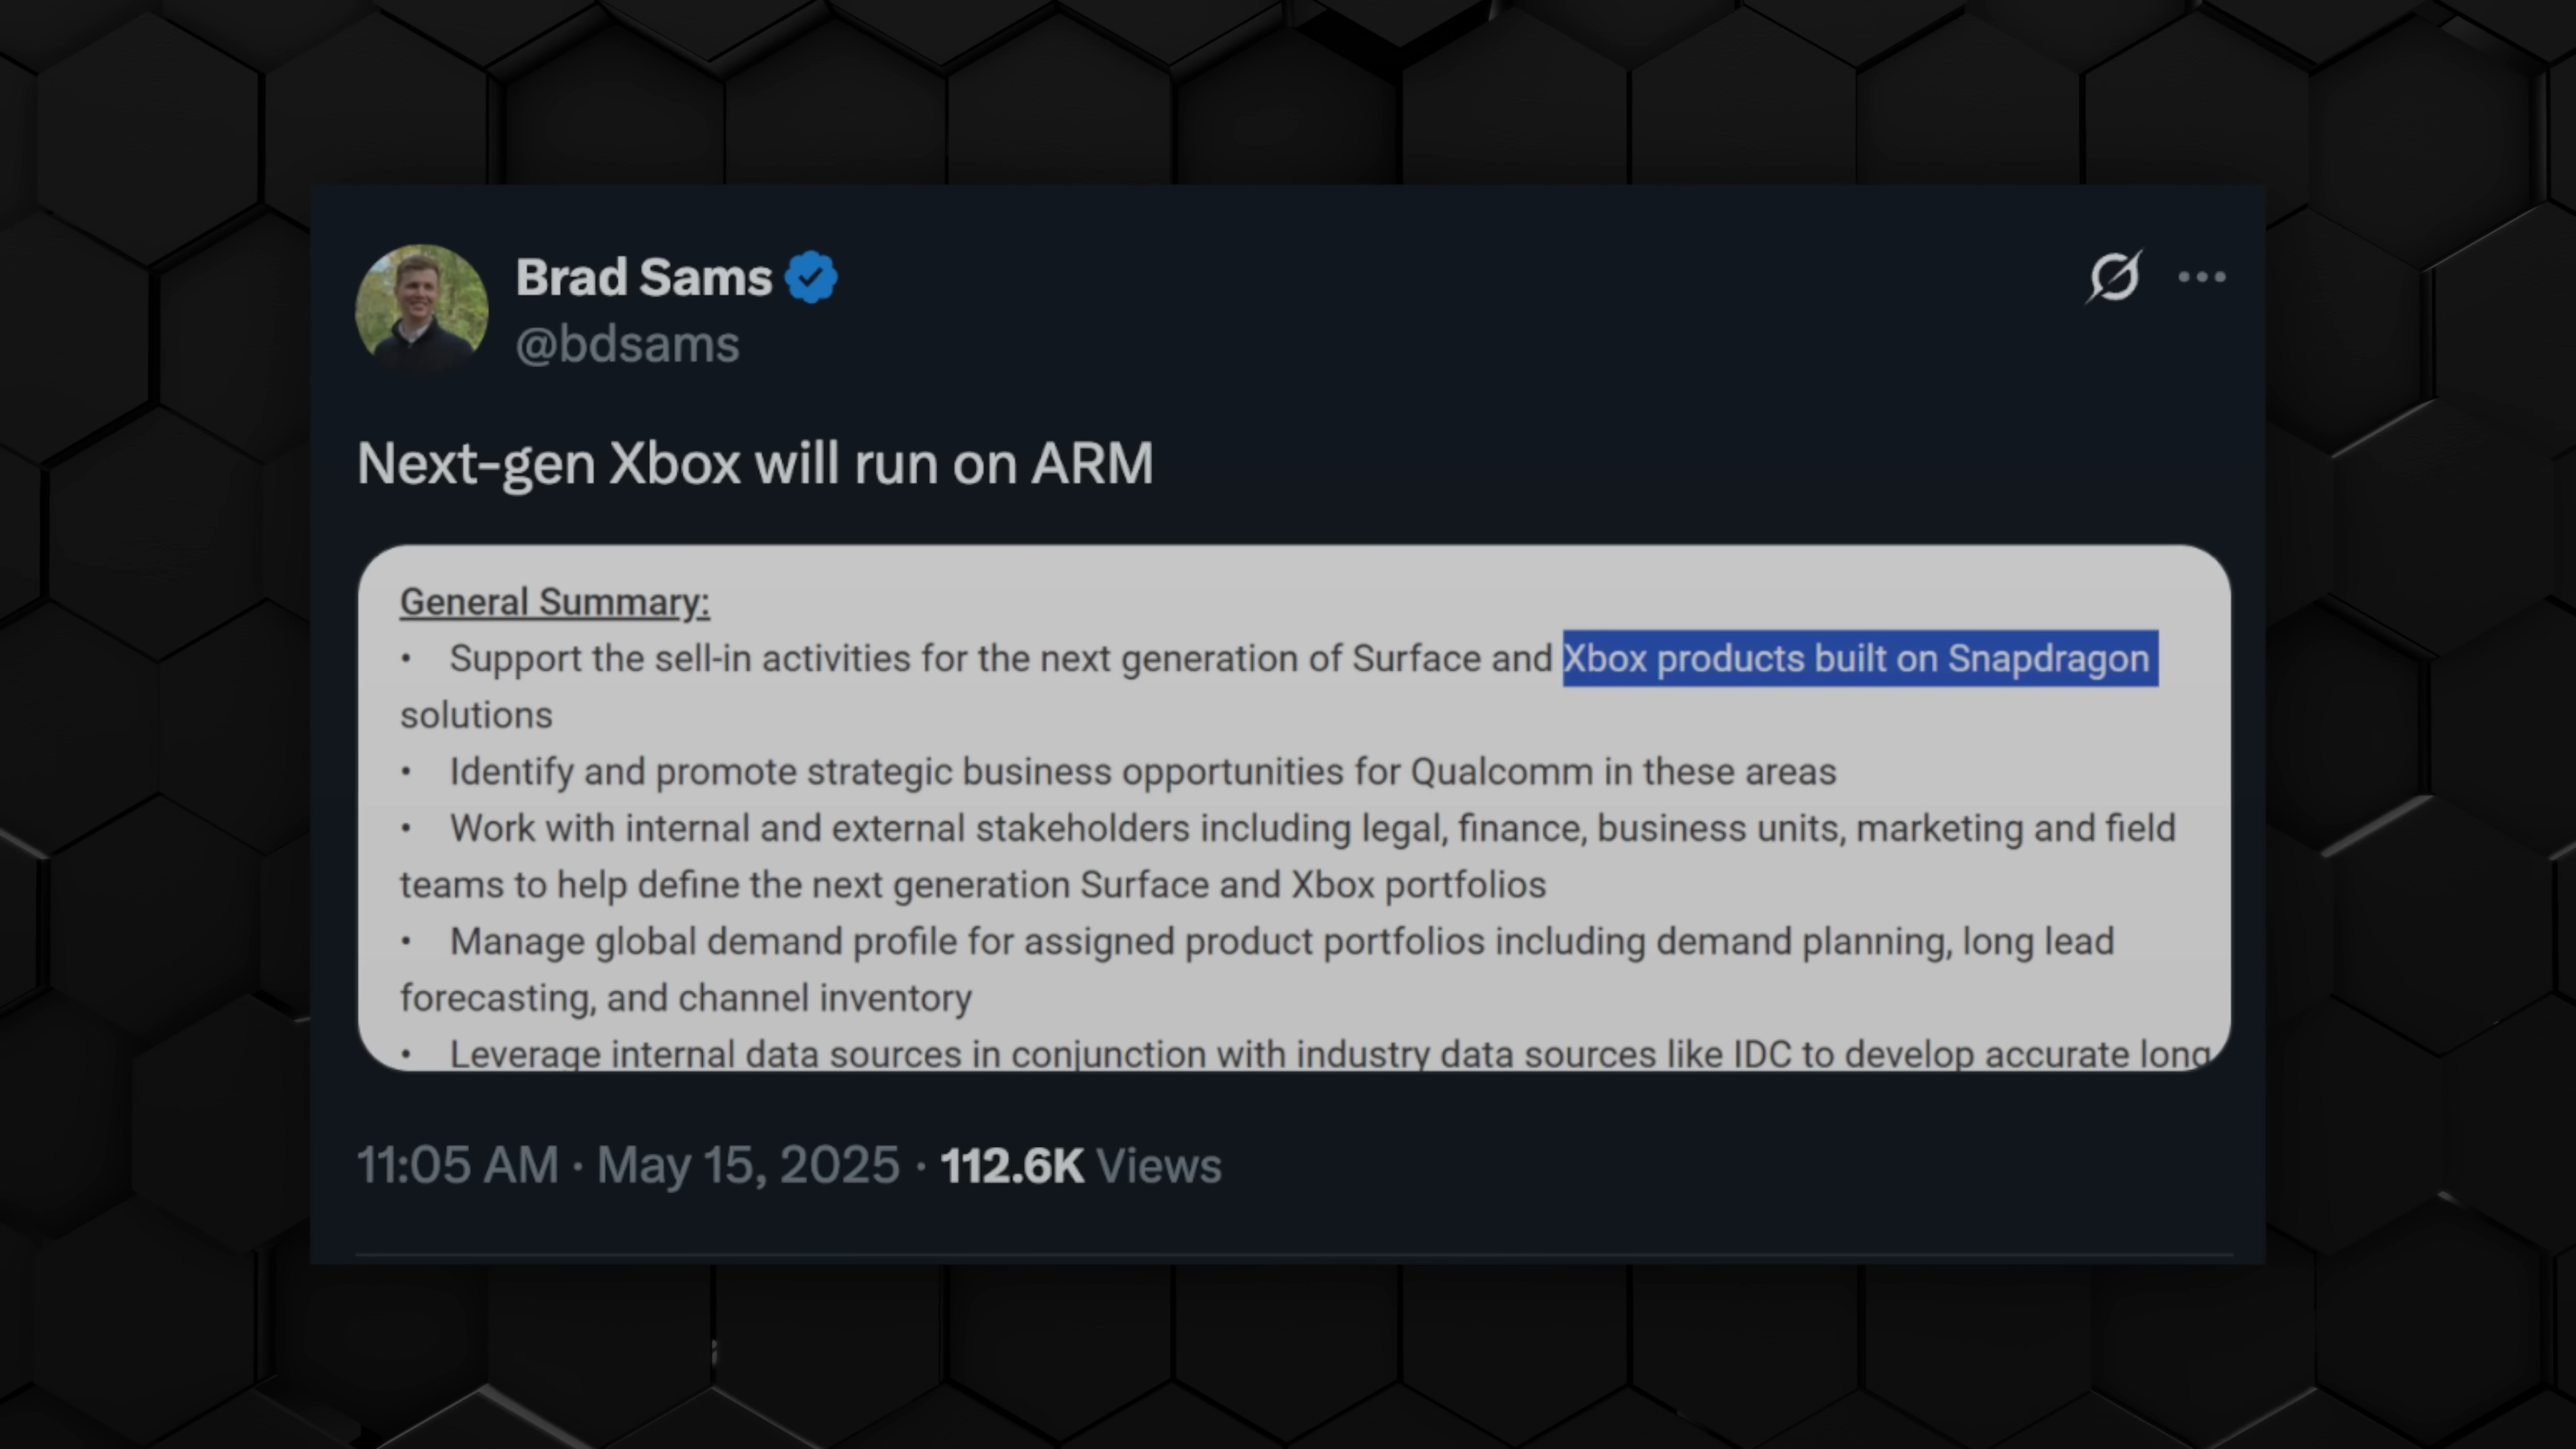 Brad Sams
@bdsams
Next-gen Xbox will run on ARM
General Summary:
• Support the sell-in activities for the next generation of Surface and Xbox products built on Snapdragon
solutions
• Identify and promote strategic business opportunities for Qualcomm in these areas
• Work with internal and external stakeholders including legal, finance, business units, marketing and field
teams to help define the next generation Surface and Xbox portfolios
• Manage global demand profile for assigned product portfolios including demand planning, long lead
forecasting, and channel inventory
• Leverage internal data sources in conjunction with industry data sources like IDC to develop accurate long
11:05 AM · May 15, 2025 · 112.6K Views